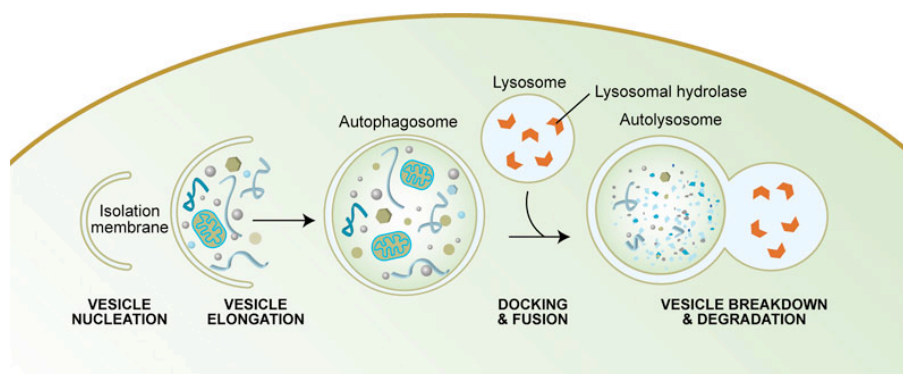 Lysosome
Lysosomal hydrolase
Autophagosome
Autolysosome
Isolation
membrane
VESICLE
NUCLEATION
VESICLE
ELONGATION
DOCKING
& FUSION
VESICLE BREAKDOWN
& DEGRADATION